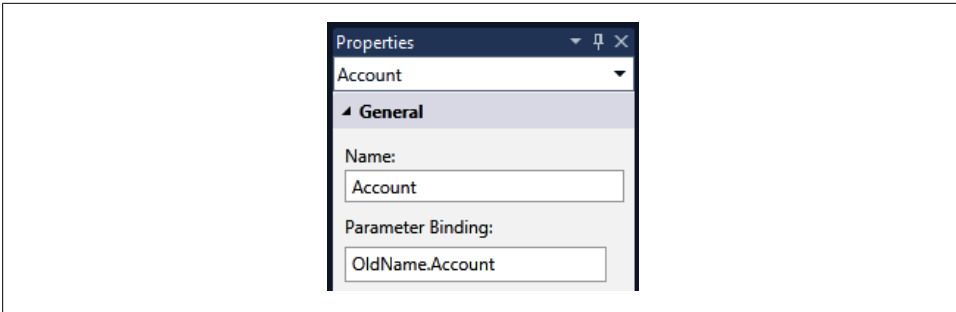 Properties
Account
General
Name:
Account
Parameter Binding:
OldName.Account